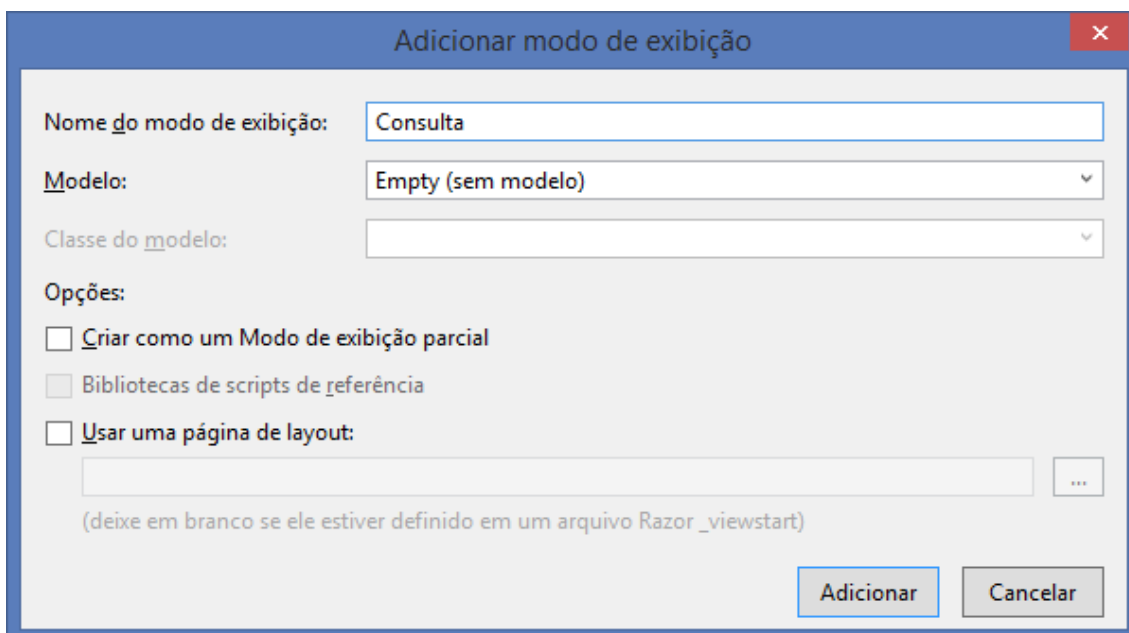 Adicionar modo de exibição
Nome do modo de exibição: Consulta
Modelo: Empty (sem modelo)
Classe do modelo:
Opções:
Criar como um Modo de exibição parcial
Bibliotecas de scripts de referência
Usar uma página de layout:
...
(deixe em branco se ele estiver definido em um arquivo Razor _viewstart)
Adicionar Cancelar